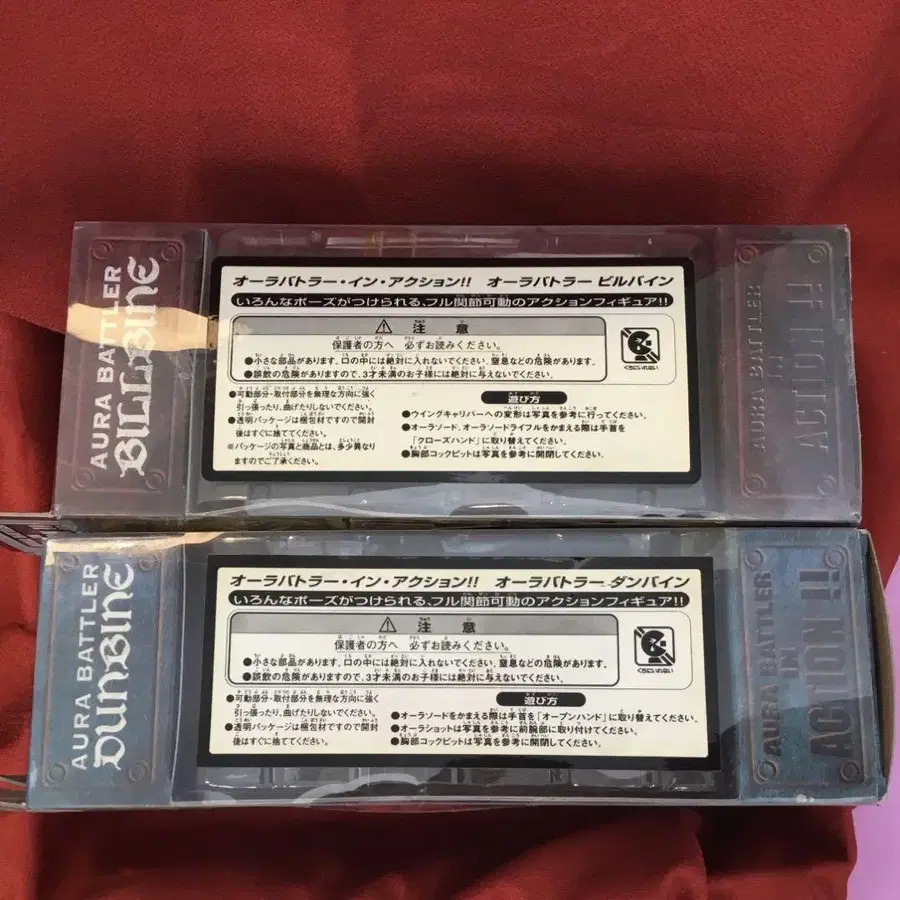 AURA BATTLER
BILLBINE
オーラバトラー・イン・アクション!! オーラバトラー ビルバイン
いろんなポーズがつけられる、フル関節可動のアクションフィギュア!!
⚠ 注 意
保護者の方へ 必ずお読みください。
●小さな部品があります。口の中には絶対に入れないでください。窒息などの危険があります。
●誤飲の危険がありますので、3才未満のお子様には絶対に与えないでください。
くちにいれない
●可動部分・取付部分を無理な方向に強く
引っ張ったり、曲げたりしないでください。
●透明パッケージは梱包材ですので開封
後はすぐに捨ててください。
※パッケージの写真と商品とは、多少異なり
ますのでご了承ください。
遊び方
●ウイングキャリバーへの変形は写真を参考に行ってください。
●オーラソード、オーラソードライフルをかまえる際は手首を
「クローズハンド」に取り替えてください。
●胸部コックピットは写真を参考に開閉してください。
AURA BATTLER
IN
ACTION!!
AURA BATTLER
DUNBINE
オーラバトラー・イン・アクション!! オーラバトラー ダンバイン
いろんなポーズがつけられる、フル関節可動のアクションフィギュア!!
⚠ 注 意
保護者の方へ 必ずお読みください。
●小さな部品があります。口の中には絶対に入れないでください。窒息などの危険があります。
●誤飲の危険がありますので、3才未満のお子様には絶対に与えないでください。
くちにいれない
●可動部分・取付部分を無理な方向に強く
引っ張ったり、曲げたりしないでください。
●透明パッケージは梱包材ですので開封
後はすぐに捨ててください。
遊び方
●オーラソードをかまえる際は手首を「オープンハンド」に取り替えてください。
●オーラショットは写真を参考に前腕部に取り付けてください。
●胸部コックピットは写真を参考に開閉してください。
AURA BATTLER
IN
ACTION!!